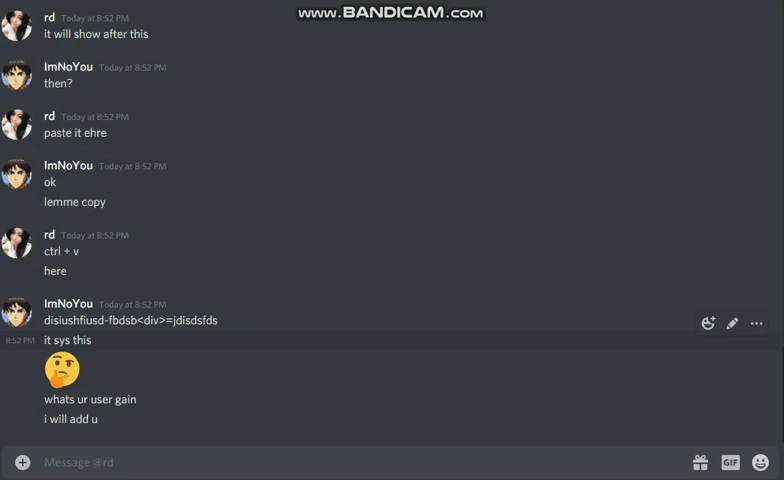 www.BANDICAM.com
rd Today at 8:52 PM
it will show after this
ImNoYou Today at 8:52 PM
then?
rd Today at 8:52 PM
paste it ehre
ImNoYou Today at 8:52 PM
ok
lemme copy
rd Today at 8:52 PM
ctrl + v
here
ImNoYou Today at 8:52 PM
disiushfiusd-fbdsb<div>=jdisdsfds
8:52 PM it sys this
whats ur user gain
i will add u
Message @rd
GIF